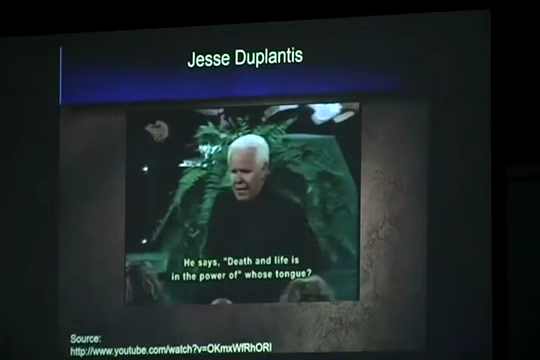 Jesse Duplantis
He says, "Death and life is
in the power of" whose tongue?
Source:
http://www.youtube.com/watch?v=OKmxWfRhORI